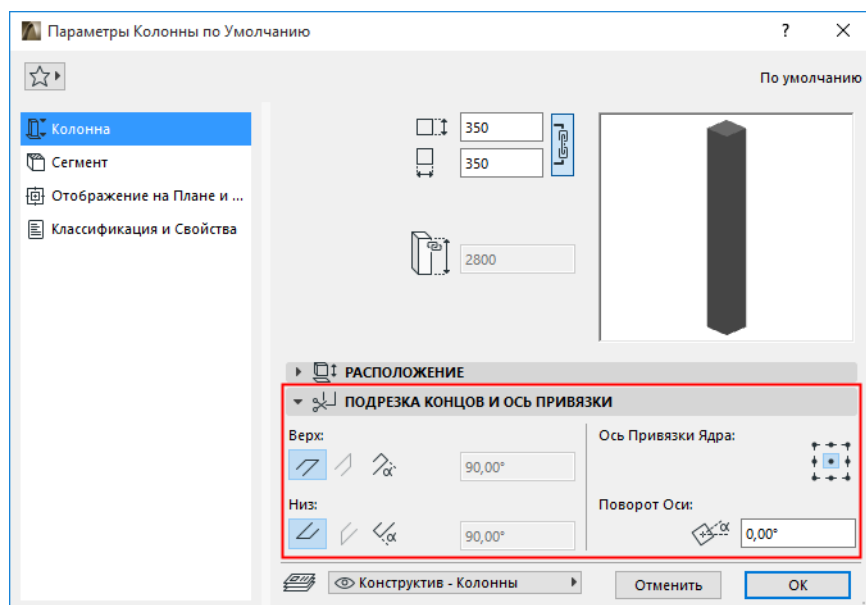 Параметры Колонны по Умолчанию
?
По умолчанию
Колонна
Сегмент
Отображение на Плане и ...
Классификация и Свойства
350
350
2800
РАСПОЛОЖЕНИЕ
ПОДРЕЗКА КОНЦОВ И ОСЬ ПРИВЯЗКИ
Верх:
α
90,00°
Низ:
α
90,00°
Ось Привязки Ядра:
Поворот Оси:
α
0,00°
Конструктив - Колонны
Отменить
ОК